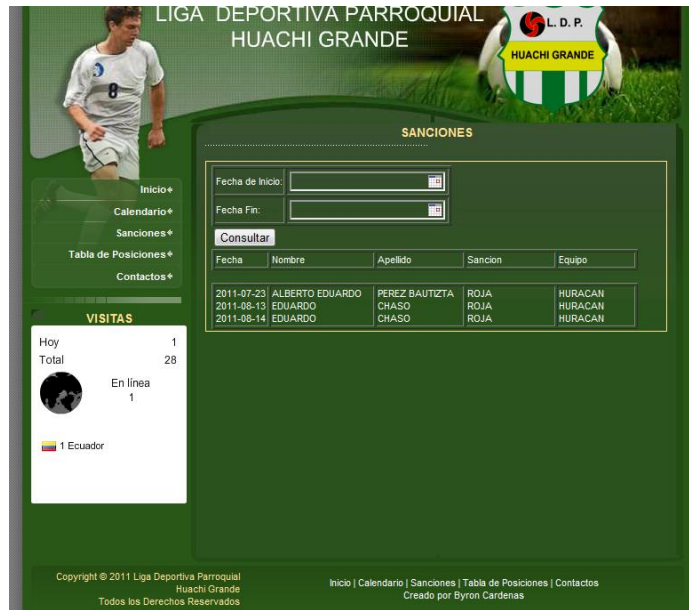 LIGA DEPORTIVA PARROQUIAL
HUACHI GRANDE
L. D. P.
HUACHI GRANDE
8
Inicio
Calendario
Sanciones
Tabla de Posiciones
Contactos
VISITAS
Hoy 1
Total 28
En línea
1
1 Ecuador
SANCIONES
Fecha de Inicio:
Fecha Fin:
Consultar
Fecha Nombre Apellido Sancion Equipo
2011-07-23 ALBERTO EDUARDO PEREZ BAUTIZTA ROJA HURACAN
2011-08-13 EDUARDO CHASO ROJA HURACAN
2011-08-14 EDUARDO CHASO ROJA HURACAN
Copyright © 2011 Liga Deportiva Parroquial
Huachi Grande
Todos los Derechos Reservados
Inicio | Calendario | Sanciones | Tabla de Posiciones | Contactos
Creado por Byron Cardenas